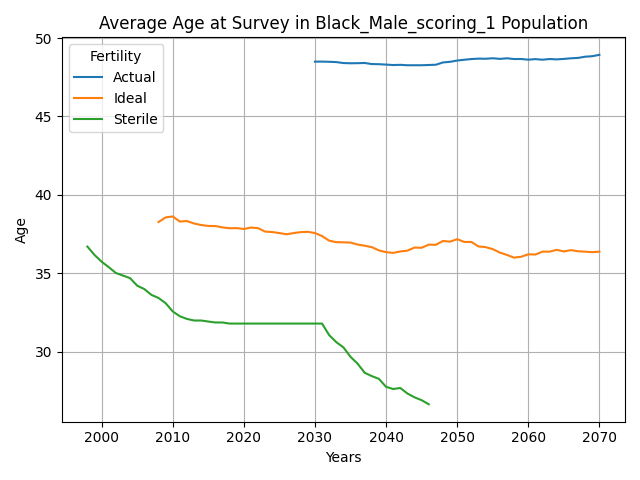 Average Age at Survey in Black_Male_scoring_1 Population
Fertility
Actual
Ideal
Sterile
50
45
40
35
30
Age
2000 2010 2020 2030 2040 2050 2060 2070
Years